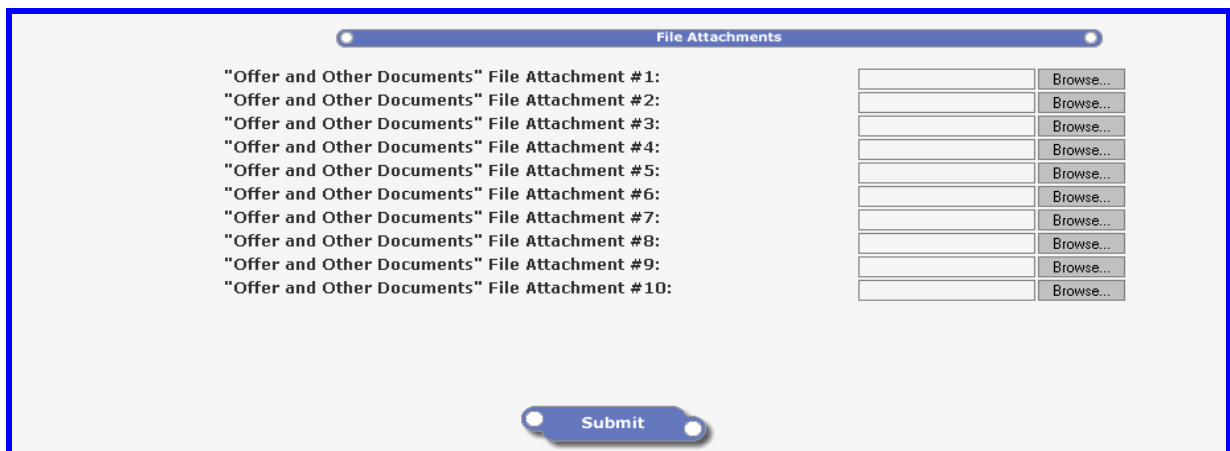 File Attachments
"Offer and Other Documents" File Attachment #1: Browse...
"Offer and Other Documents" File Attachment #2: Browse...
"Offer and Other Documents" File Attachment #3: Browse...
"Offer and Other Documents" File Attachment #4: Browse...
"Offer and Other Documents" File Attachment #5: Browse...
"Offer and Other Documents" File Attachment #6: Browse...
"Offer and Other Documents" File Attachment #7: Browse...
"Offer and Other Documents" File Attachment #8: Browse...
"Offer and Other Documents" File Attachment #9: Browse...
"Offer and Other Documents" File Attachment #10: Browse...
Submit